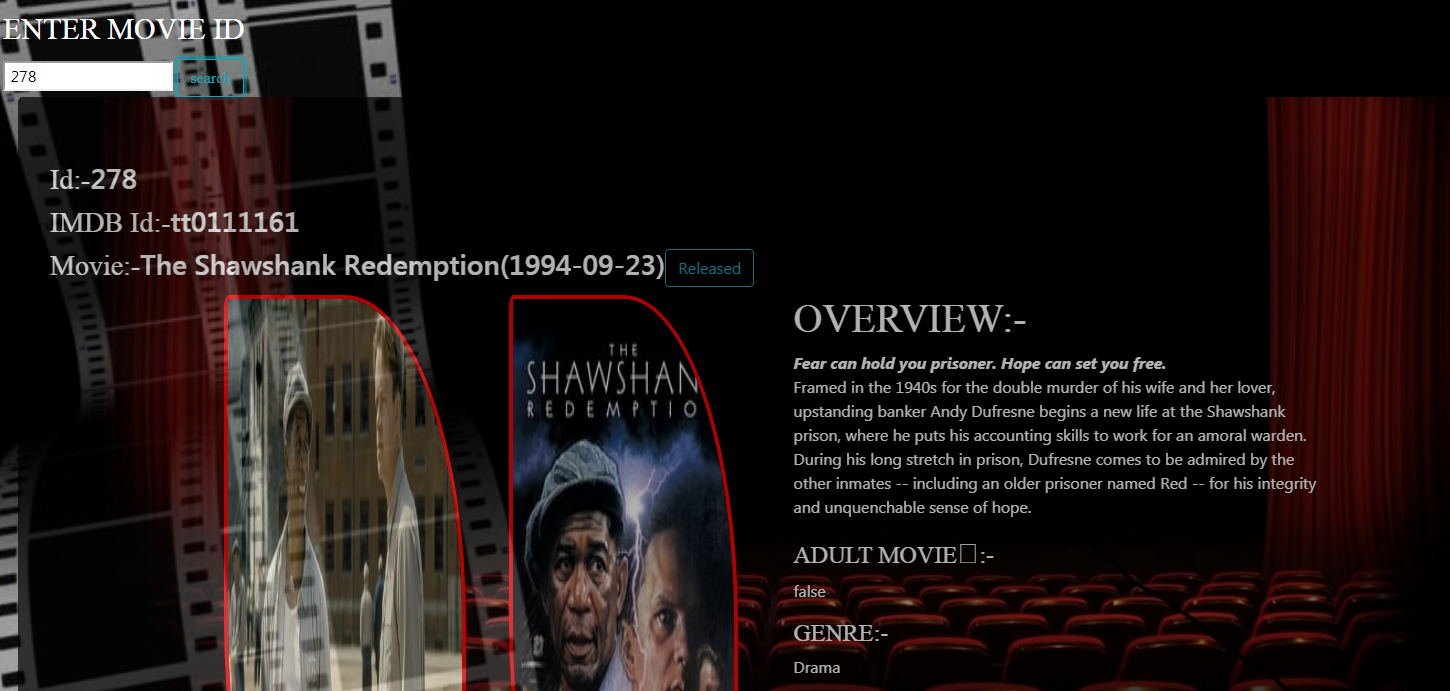 ENTER MOVIE ID
278
search
Id:-278
IMDB Id:-tt0111161
Movie:-The Shawshank Redemption(1994-09-23)
Released
THE
SHAWSHAN
REDEMPTIO
OVERVIEW:-
Fear can hold you prisoner. Hope can set you free.
Framed in the 1940s for the double murder of his wife and her lover,
upstanding banker Andy Dufresne begins a new life at the Shawshank
prison, where he puts his accounting skills to work for an amoral warden.
During his long stretch in prison, Dufresne comes to be admired by the
other inmates -- including an older prisoner named Red -- for his integrity
and unquenchable sense of hope.
ADULT MOVIE:-
false
GENRE:-
Drama